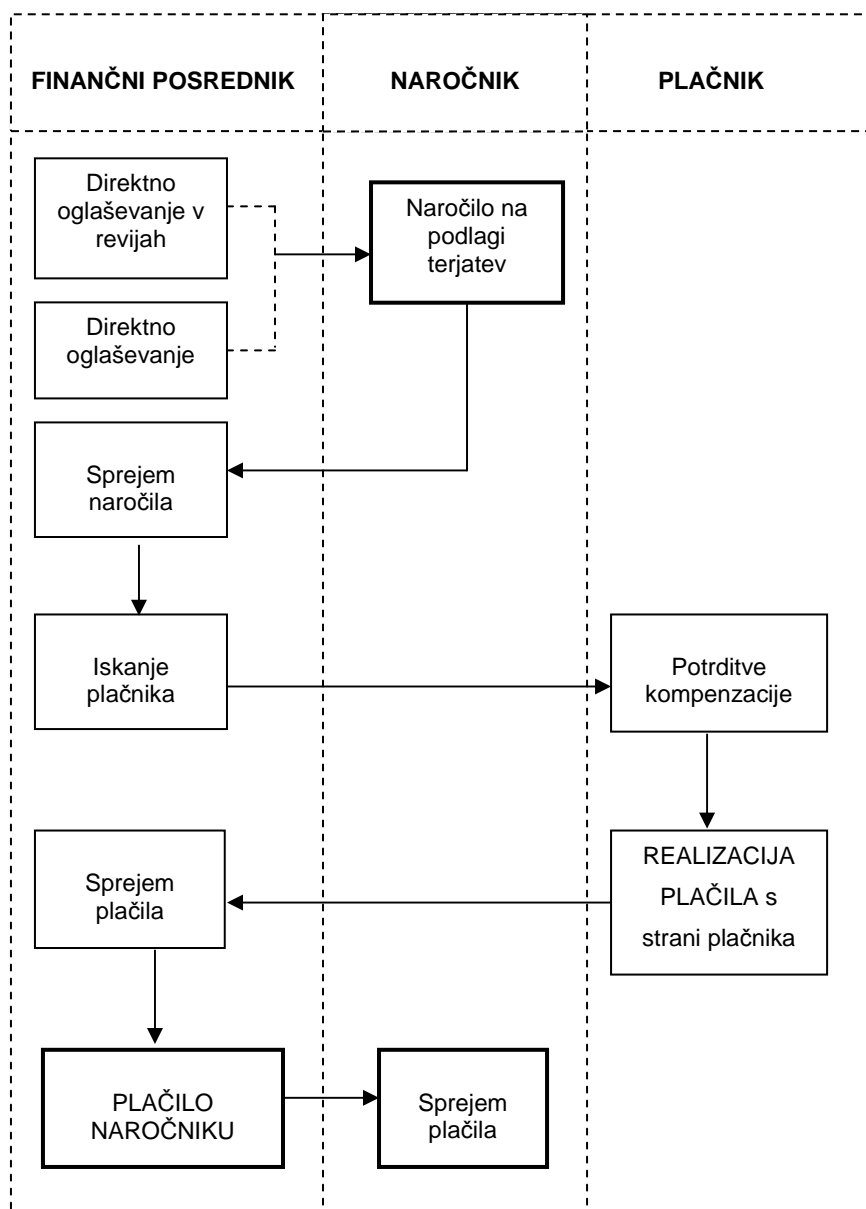 FINANČNI POSREDNIK
NAROČNIK
PLAČNIK
Direktno
oglaševanje v
revijah
Naročilo na
podlagi
terjatev
Direktno
oglaševanje
Sprejem
naročila
Iskanje
plačnika
Potrditve
kompenzacije
Sprejem
plačila
REALIZACIJA
PLAČILA s
strani plačnika
PLAČILO
NAROČNIKU
Sprejem
plačila